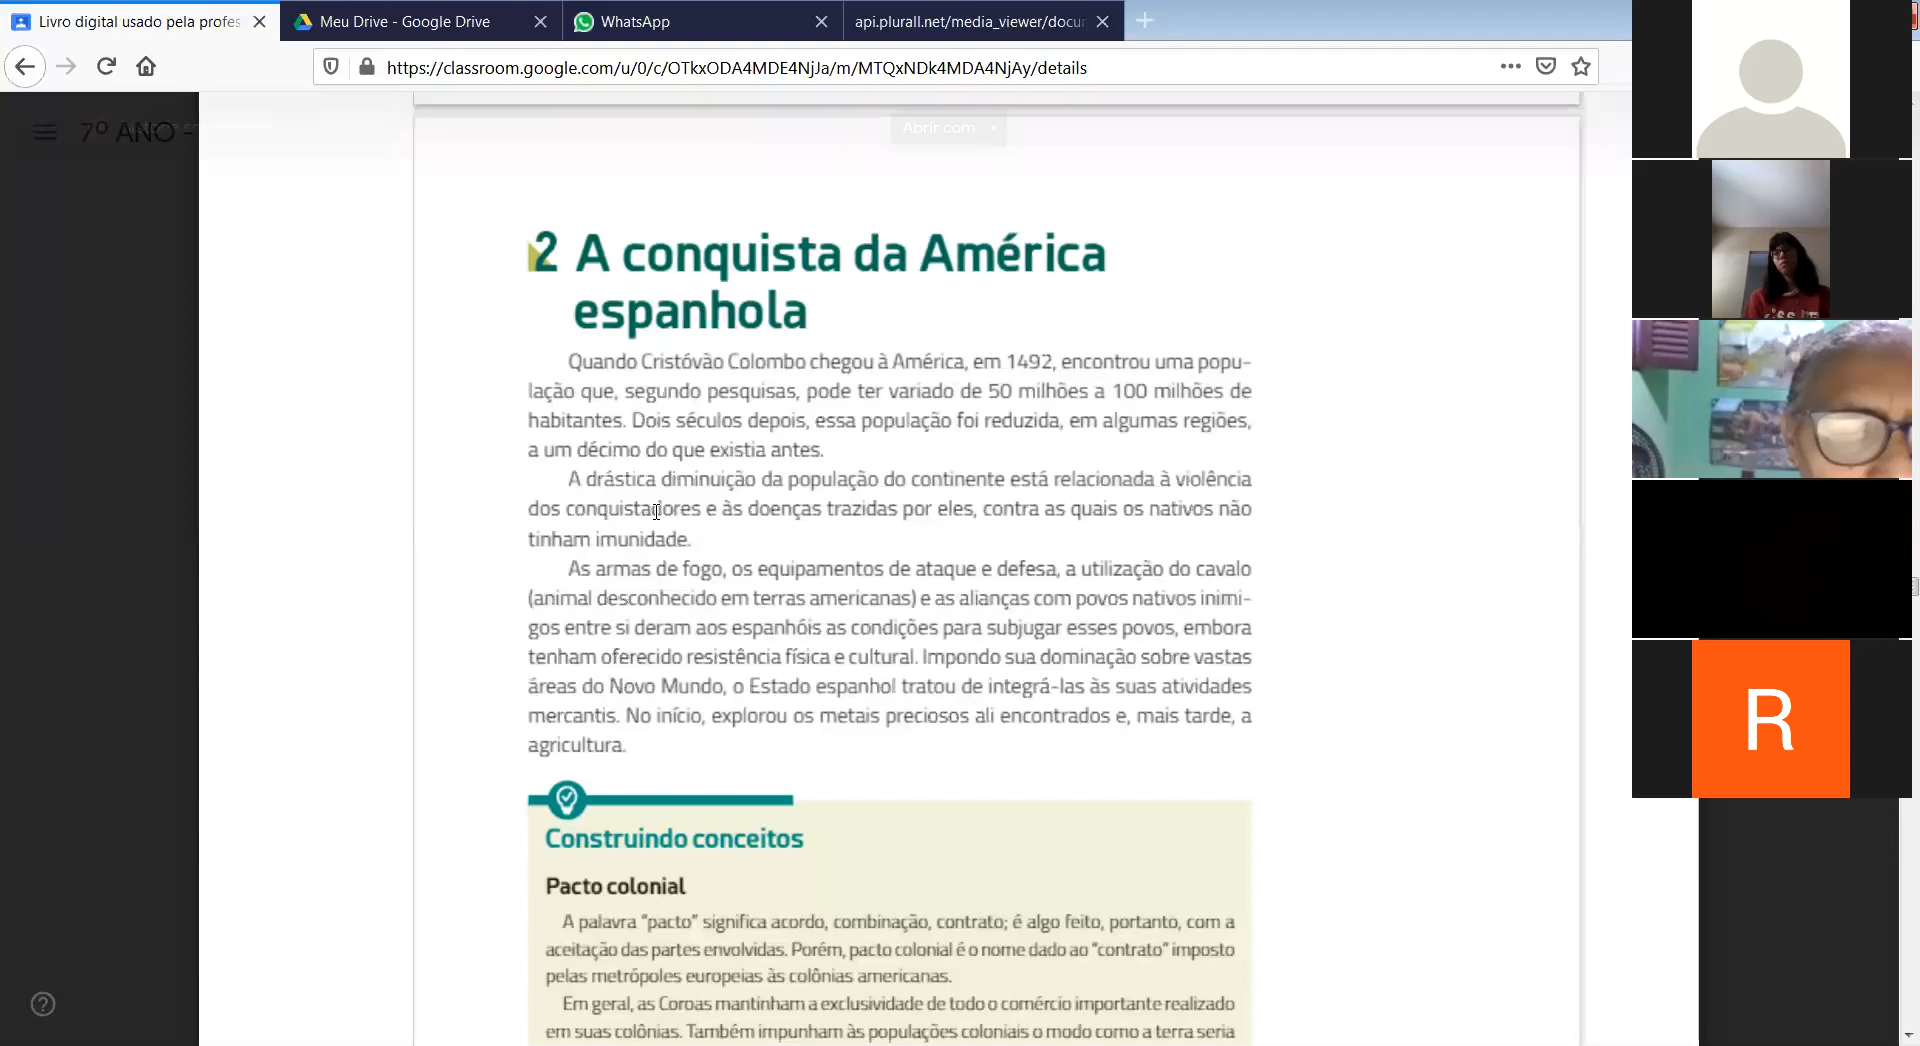 Livro digital usado pela profes
Meu Drive - Google Drive
WhatsApp
api.plurall.net/media_viewer/docu
https://classroom.google.com/u/0/c/OTkxODA4MDE4NjJa/m/MTQxNDk4MDA4NjAy/details
7º ANO -
Abrir com
2 A conquista da América
espanhola
Quando Cristóvão Colombo chegou à América, em 1492, encontrou uma popu-
lação que, segundo pesquisas, pode ter variado de 50 milhões a 100 milhões de
habitantes. Dois séculos depois, essa população foi reduzida, em algumas regiões,
a um décimo do que existia antes.
A drástica diminuição da população do continente está relacionada à violência
dos conquistadores e às doenças trazidas por eles, contra as quais os nativos não
tinham imunidade.
As armas de fogo, os equipamentos de ataque e defesa, a utilização do cavalo
(animal desconhecido em terras americanas) e as alianças com povos nativos inimi-
gos entre si deram aos espanhóis as condições para subjugar esses povos, embora
tenham oferecido resistência física e cultural. Impondo sua dominação sobre vastas
áreas do Novo Mundo, o Estado espanhol tratou de integrá-las às suas atividades
mercantis. No início, explorou os metais preciosos ali encontrados e, mais tarde, a
agricultura.
Construindo conceitos
Pacto colonial
A palavra "pacto" significa acordo, combinação, contrato; é algo feito, portanto, com a
aceitação das partes envolvidas. Porém, pacto colonial é o nome dado ao "contrato" imposto
pelas metrópoles europeias às colônias americanas.
Em geral, as Coroas mantinham a exclusividade de todo o comércio importante realizado
em suas colônias. Também impunham às populações coloniais o modo como a terra seria
R